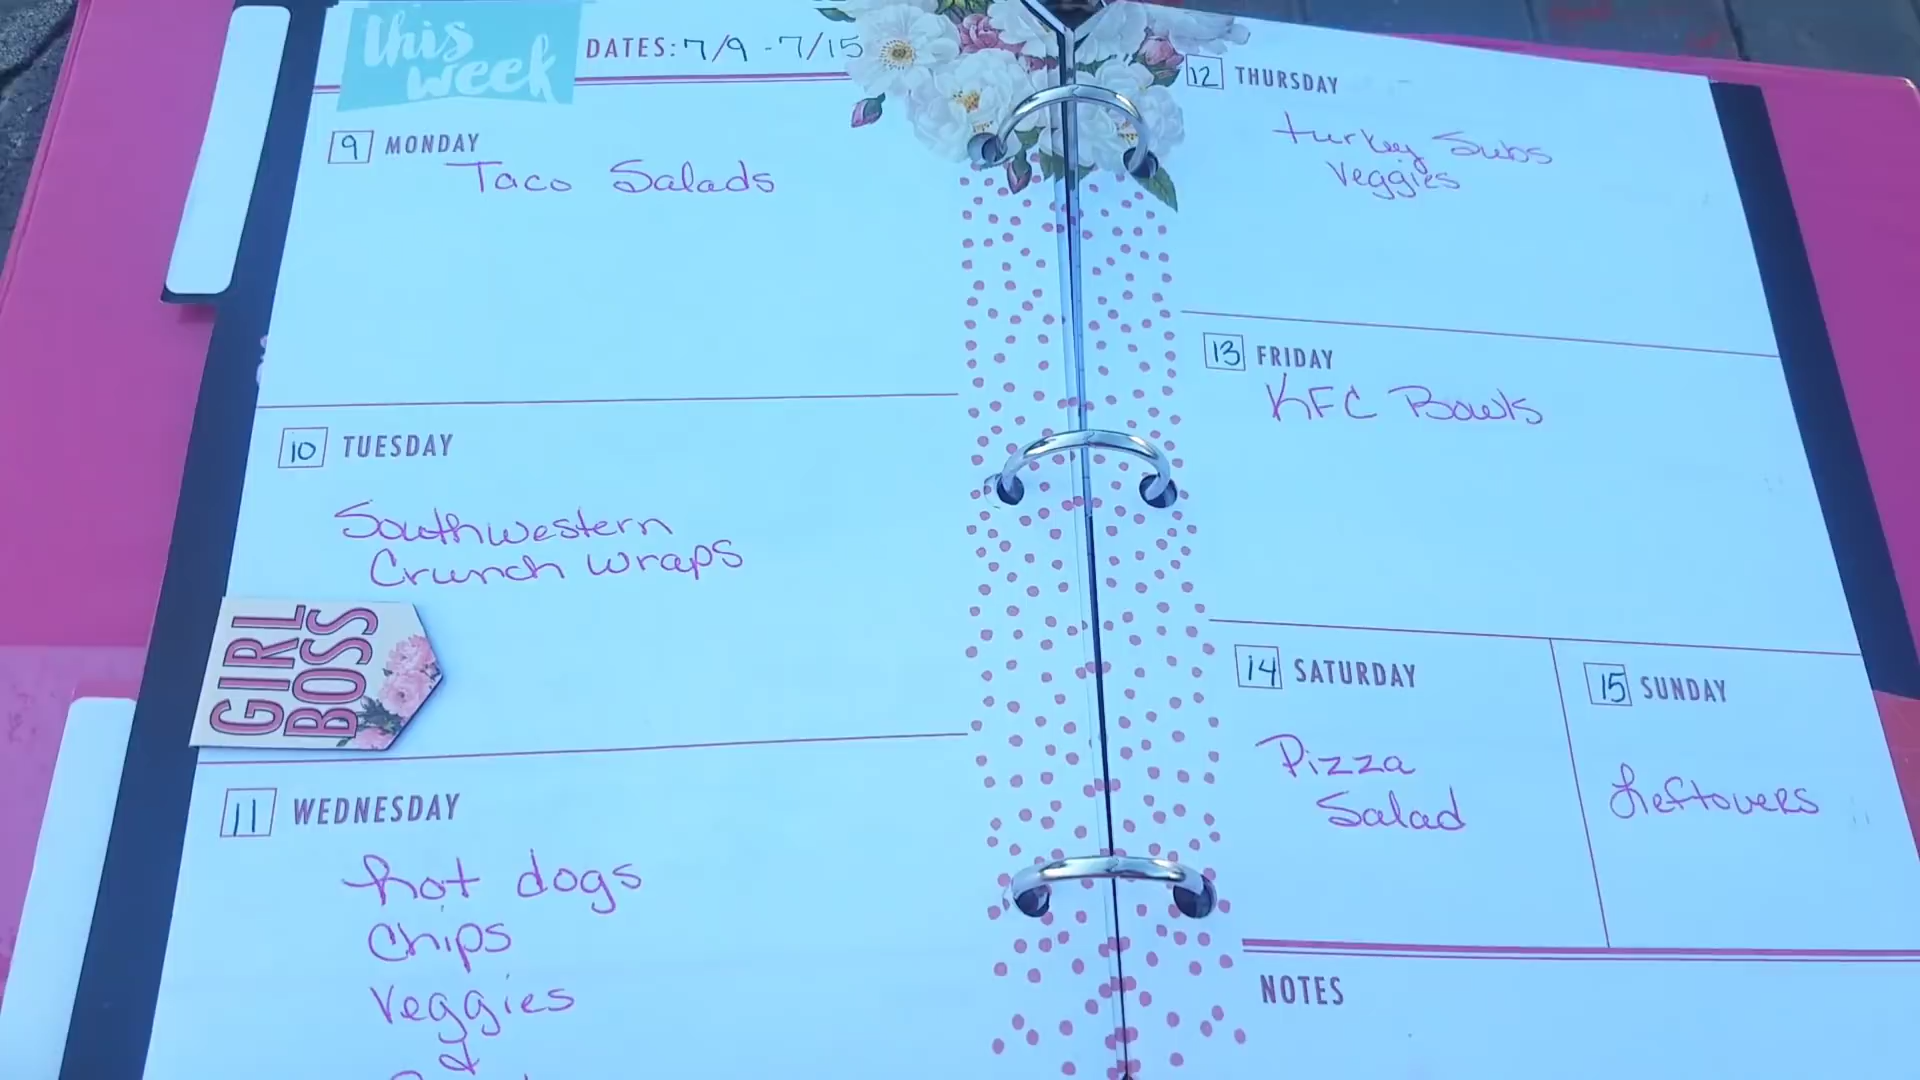 this
week
DATES: 7/9 - 7/15
9 MONDAY
Taco Salads
10 TUESDAY
Southwestern
Crunch wraps
GIRL
BOSS
11 WEDNESDAY
hot dogs
Chips
Veggies
&
12 THURSDAY
turkey Subs
Veggies
13 FRIDAY
KFC Bowls
14 SATURDAY
Pizza
Salad
15 SUNDAY
Leftovers
NOTES